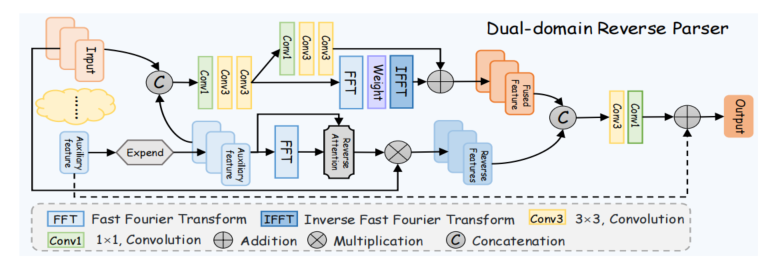 Dual-domain Reverse Parser
Input
C
Conv1
Conv3
Conv3
Conv1
Conv3
Conv3
FFT
Weight
IFFT
Fused
Feature
Auxiliary
feature
Expend
Auxiliary
feature
FFT
Reverse
Attention
Reverse
Features
C
Conv3
Conv1
Output
FFT Fast Fourier Transform IFFT Inverse Fast Fourier Transform Conv3 3×3, Convolution
Conv1 1×1, Convolution Addition Multiplication C Concatenation